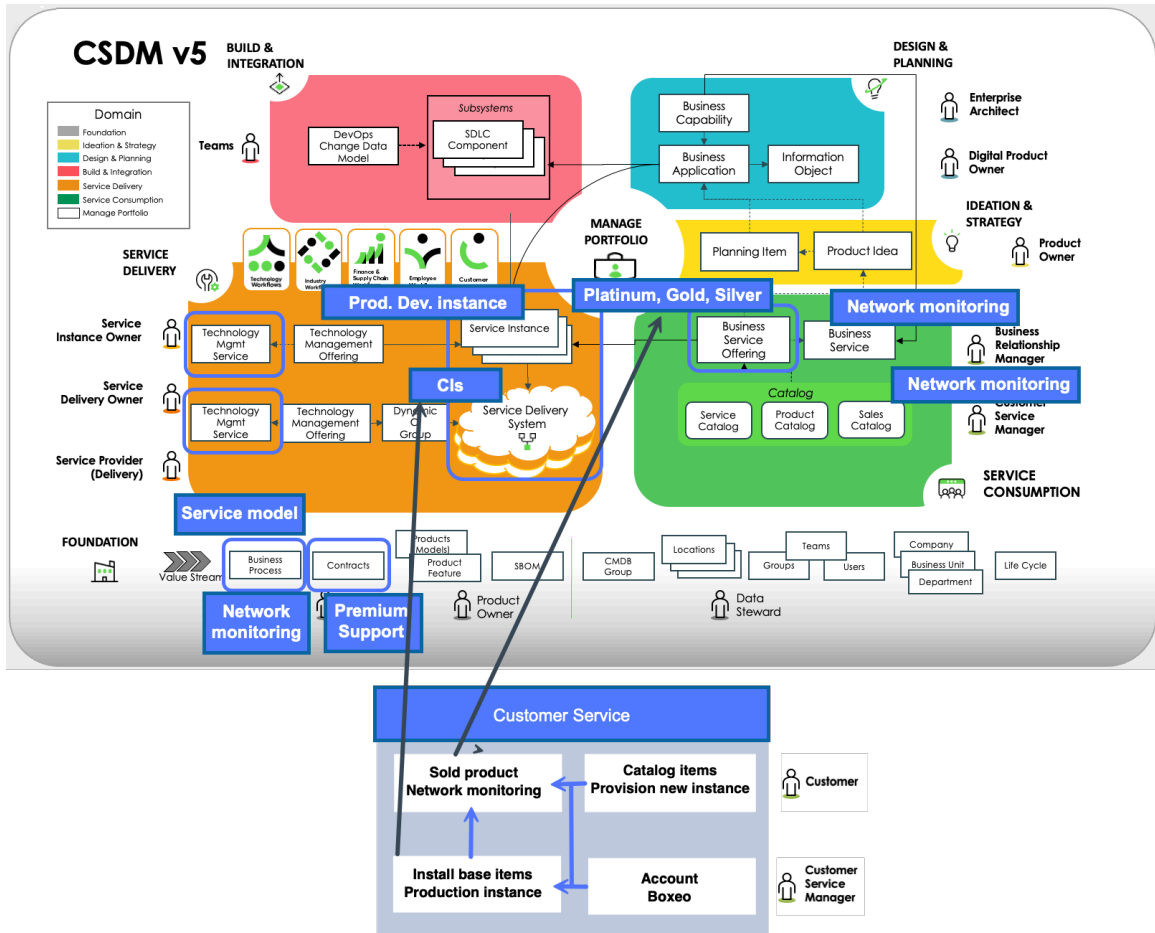 CSDM v5
BUILD &
INTEGRATION
DESIGN &
PLANNING
Domain
Foundation
Ideation & Strategy
Design & Planning
Build & Integration
Service Delivery
Service Consumption
Manage Portfolio
Teams
DevOps
Change Data
Model
Subsystems
SDLC
Component
Business
Capability
Business
Application
Information
Object
Enterprise
Architect
Digital Product
Owner
IDEATION &
STRATEGY
MANAGE
PORTFOLIO
Planning Item
Product Idea
Product
Owner
SERVICE
DELIVERY
Technology
Workflows
Industry
Finance &
Supply Chain
Employee
Customer
Prod. Dev. instance
Platinum, Gold, Silver
Network monitoring
Service
Instance Owner
Technology
Mgmt
Service
Technology
Management
Offering
Service Instance
Business
Service
Offering
Business
Service
Business
Relationship
Manager
CIs
Network monitoring
Service
Delivery Owner
Technology
Mgmt
Service
Technology
Management
Offering
Group
Service Delivery
System
Catalog
Service
Catalog
Product
Catalog
Sales
Catalog
Service
Manager
Service Provider
(Delivery)
SERVICE
CONSUMPTION
Service model
FOUNDATION
Value Stream
Business
Process
Contracts
Products
Models)
Product
Feature
SBOM
CMDB
Group
Locations
Groups
Teams
Users
Company
Business Unit
Department
Life Cycle
Network
monitoring
Premium
Support
Product
Owner
Data
Steward
Customer Service
Sold product
Network monitoring
Catalog items
Provision new instance
Customer
Install base items
Production instance
Account
Boxeo
Customer
Service
Manager